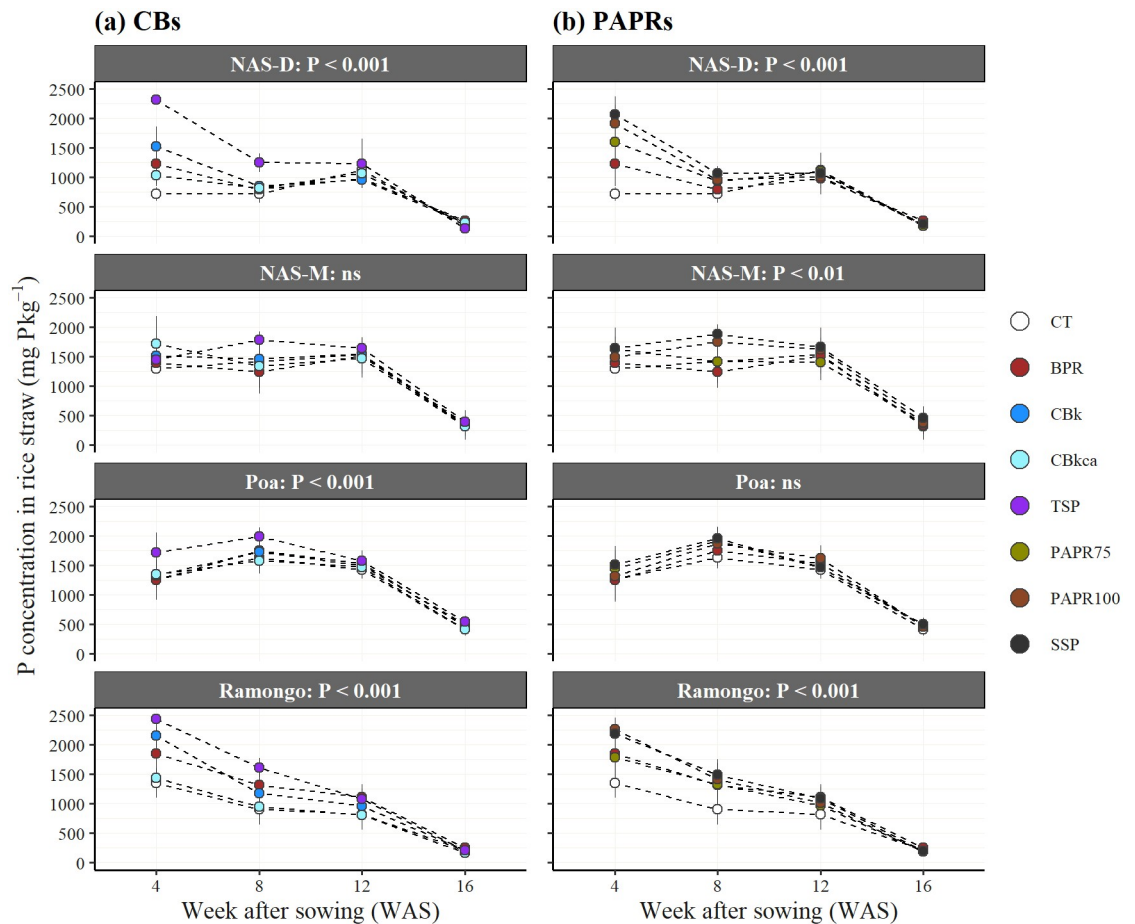 (a) CBs
(b) PAPRs
P concentration in rice straw (mg Pkg⁻¹)
NAS-D: P < 0.001
2500
2000
1500
1000
500
0
NAS-D: P < 0.001
NAS-M: ns
2500
2000
1500
1000
500
0
NAS-M: P < 0.01
Poa: P < 0.001
2500
2000
1500
1000
500
0
Poa: ns
Ramongo: P < 0.001
2500
2000
1500
1000
500
0
Ramongo: P < 0.001
4 8 12 16
4 8 12 16
Week after sowing (WAS)
Week after sowing (WAS)
CT
BPR
CBk
CBkca
TSP
PAPR75
PAPR100
SSP